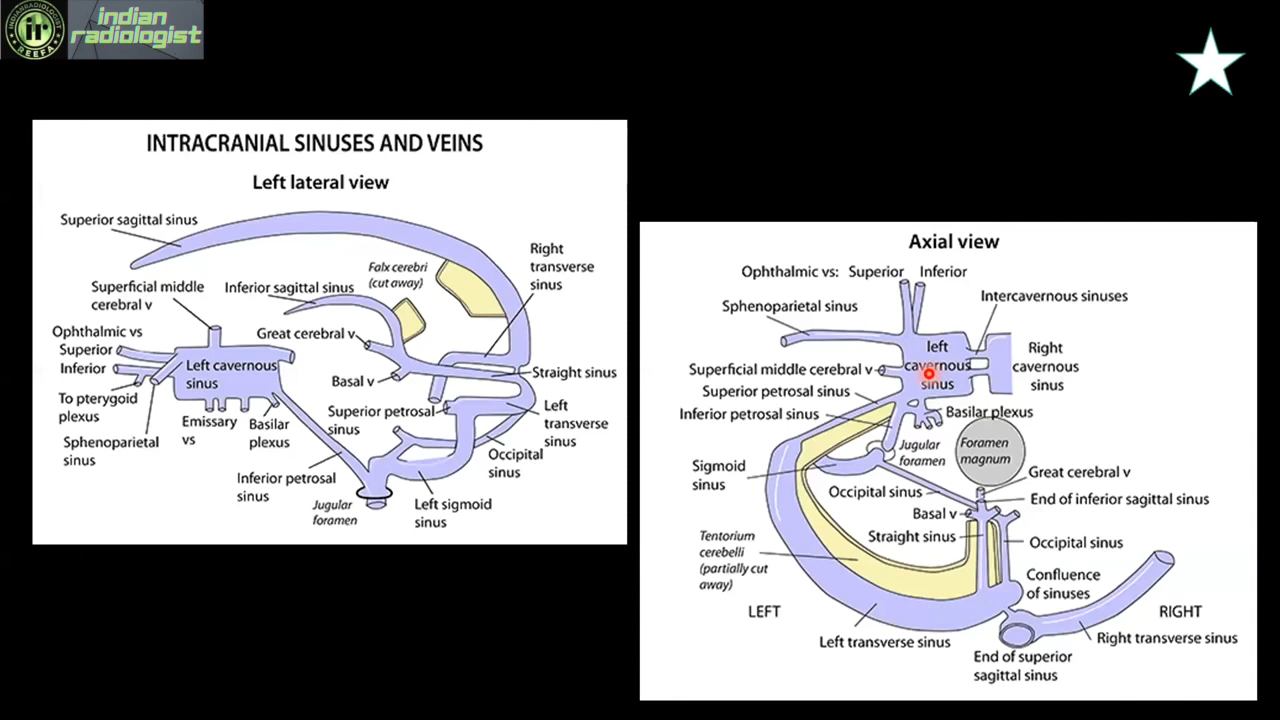 INDIANRADIOLOGIST
ir
REEFA
indian
radiologist
INTRACRANIAL SINUSES AND VEINS
Left lateral view
Superior sagittal sinus
Superficial middle
cerebral v
Inferior sagittal sinus
Falx cerebri
(cut away)
Right
transverse
sinus
Great cerebral v
Ophthalmic vs
Superior
Inferior
Left cavernous
sinus
Basal v
Straight sinus
To pterygoid
plexus
Sphenoparietal
sinus
Emissary
vs
Basilar
plexus
Superior petrosal
sinus
Left
transverse
sinus
Occipital
sinus
Inferior petrosal
sinus
Jugular
foramen
Left sigmoid
sinus
Axial view
Ophthalmic vs: Superior Inferior
Sphenoparietal sinus
Intercavernous sinuses
left
cavernous
sinus
Right
cavernous
sinus
Superficial middle cerebral v
Superior petrosal sinus
Inferior petrosal sinus
Basilar plexus
Jugular
foramen
Foramen
magnum
Sigmoid
sinus
Great cerebral v
Occipital sinus
End of inferior sagittal sinus
Basal v
Straight sinus
Tentorium
cerebelli
(partially cut
away)
Occipital sinus
Confluence
of sinuses
LEFT
RIGHT
Left transverse sinus
Right transverse sinus
End of superior
sagittal sinus